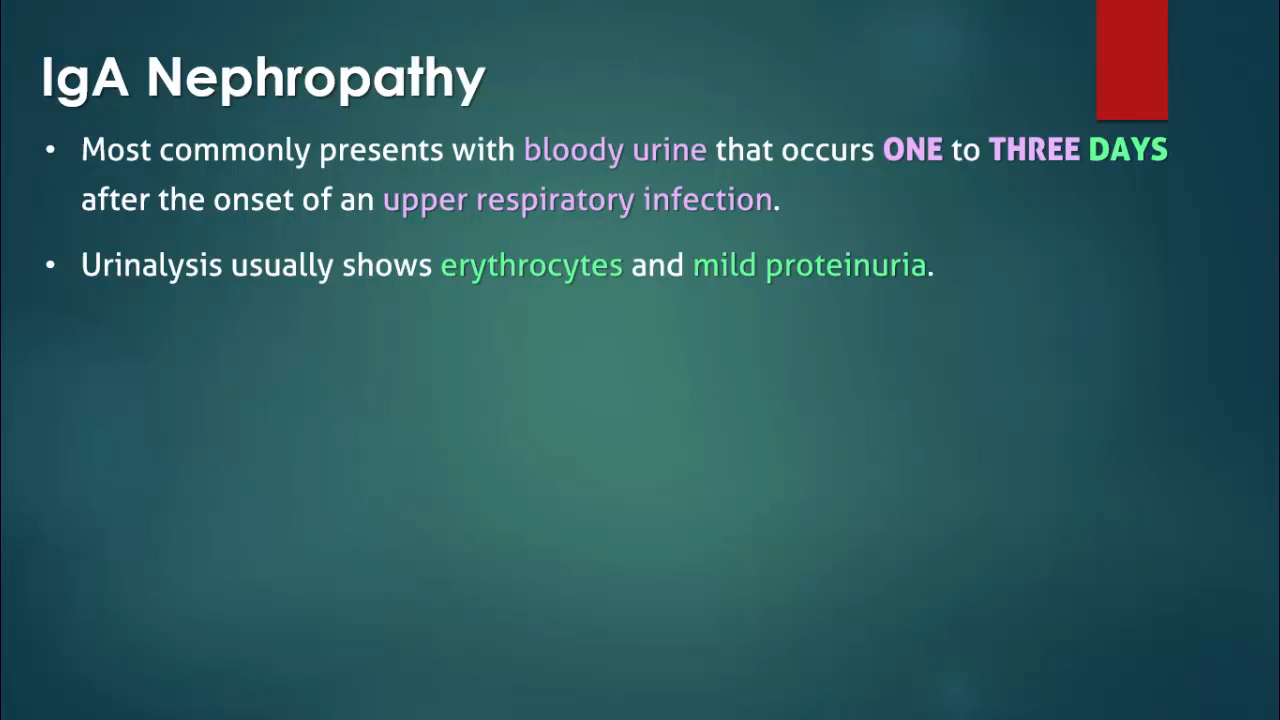 IgA Nephropathy
• Most commonly presents with bloody urine that occurs ONE to THREE DAYS
after the onset of an upper respiratory infection.
• Urinalysis usually shows erythrocytes and mild proteinuria.